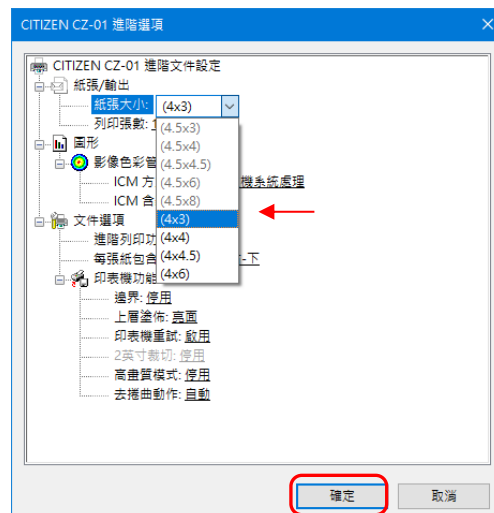 CITIZEN CZ-01 進階選項
CITIZEN CZ-01 進階文件設定
紙張/輸出
紙張大小: (4x3)
列印張數:
(4.5x3)
(4.5x4)
(4.5x4.5)
(4.5x6)
(4.5x8)
(4x3)
(4x4)
(4x4.5)
(4x6)
圖形
影像色彩管
ICM 方 機系統處理
ICM 含
文件選項
進階列印功
每張紙包含 -下
印表機功能
邊界: 停用
上層塗佈: 亮面
印表機重試: 啟用
2英寸裁切: 停用
高畫質模式: 停用
去捲曲動作: 自動
確定
取消